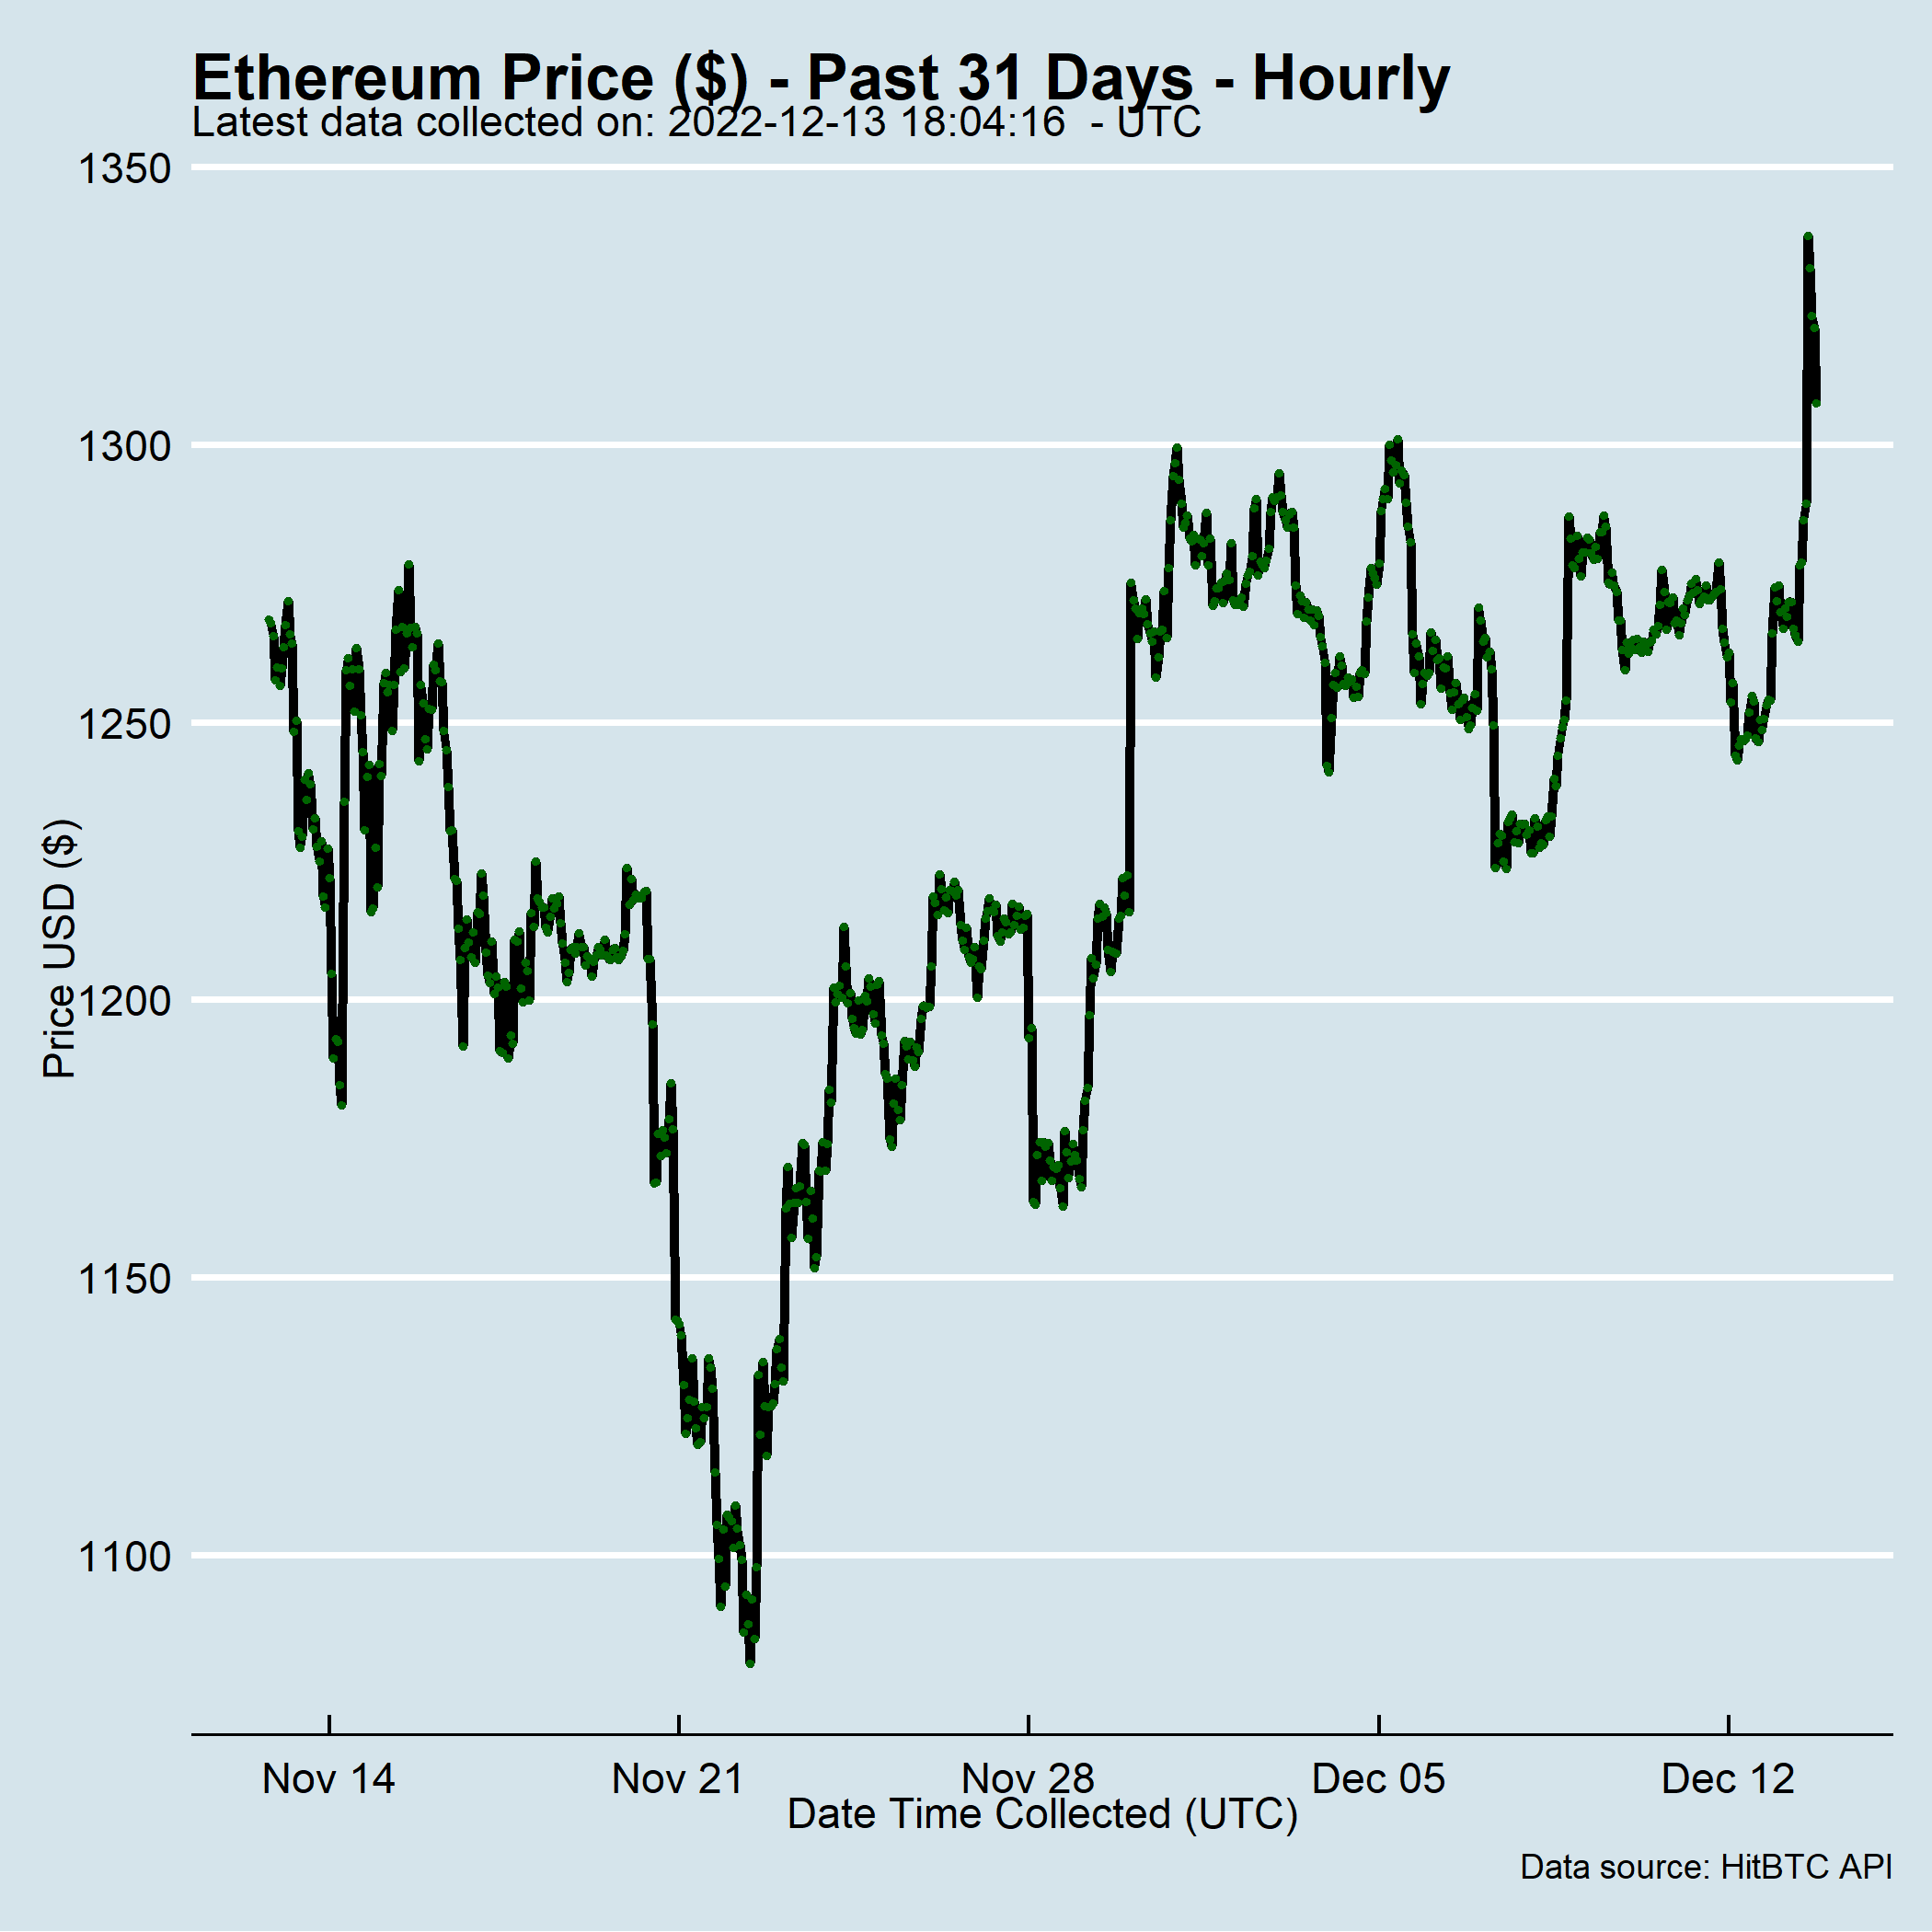 Ethereum Price ($) - Past 31 Days - Hourly
Latest data collected on: 2022-12-13 18:04:16  - UTC
1350
1300
1250
1200
1150
1100
Price USD ($)
Nov 14
Nov 21
Nov 28
Dec 05
Dec 12
Date Time Collected (UTC)
Data source: HitBTC API